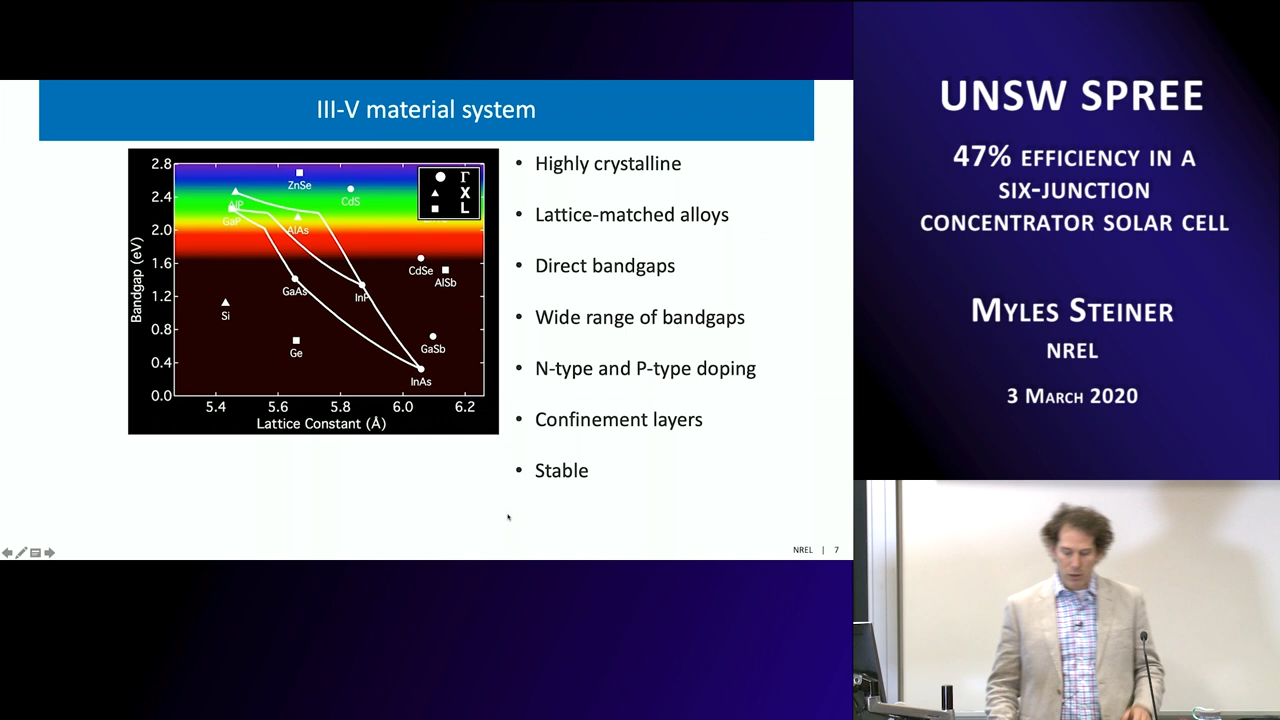 III-V material system
2.8
2.4
2.0
1.6
1.2
0.8
0.4
0.0
Bandgap (eV)
5.4 5.6 5.8 6.0 6.2
Lattice Constant (Å)
ZnSe
CdS
AlP
GaP
AlAs
CdSe
AlSb
GaAs
InP
Si
Ge
GaSb
InAs
Γ
X
L
• Highly crystalline
• Lattice-matched alloys
• Direct bandgaps
• Wide range of bandgaps
• N-type and P-type doping
• Confinement layers
• Stable
NREL | 7
UNSW SPREE
47% EFFICIENCY IN A
SIX-JUNCTION
CONCENTRATOR SOLAR CELL
MYLES STEINER
NREL
3 MARCH 2020